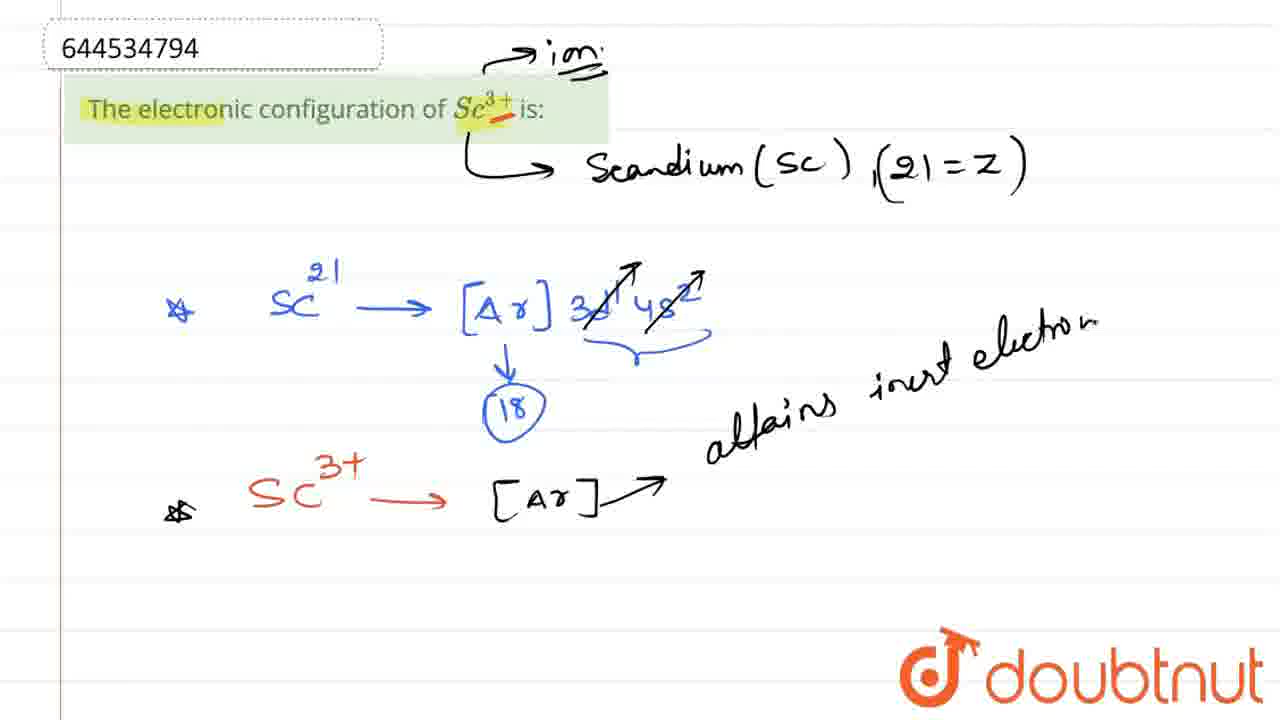 644534794
→ ion.
The electronic configuration of Sc³⁺ is:
→ Scandium (SC), (21 = Z)
SC²¹ → [Ar] 3d¹ 4s²
↓
18
attains inert electron
SC³⁺ → [Ar] →
doubtnut